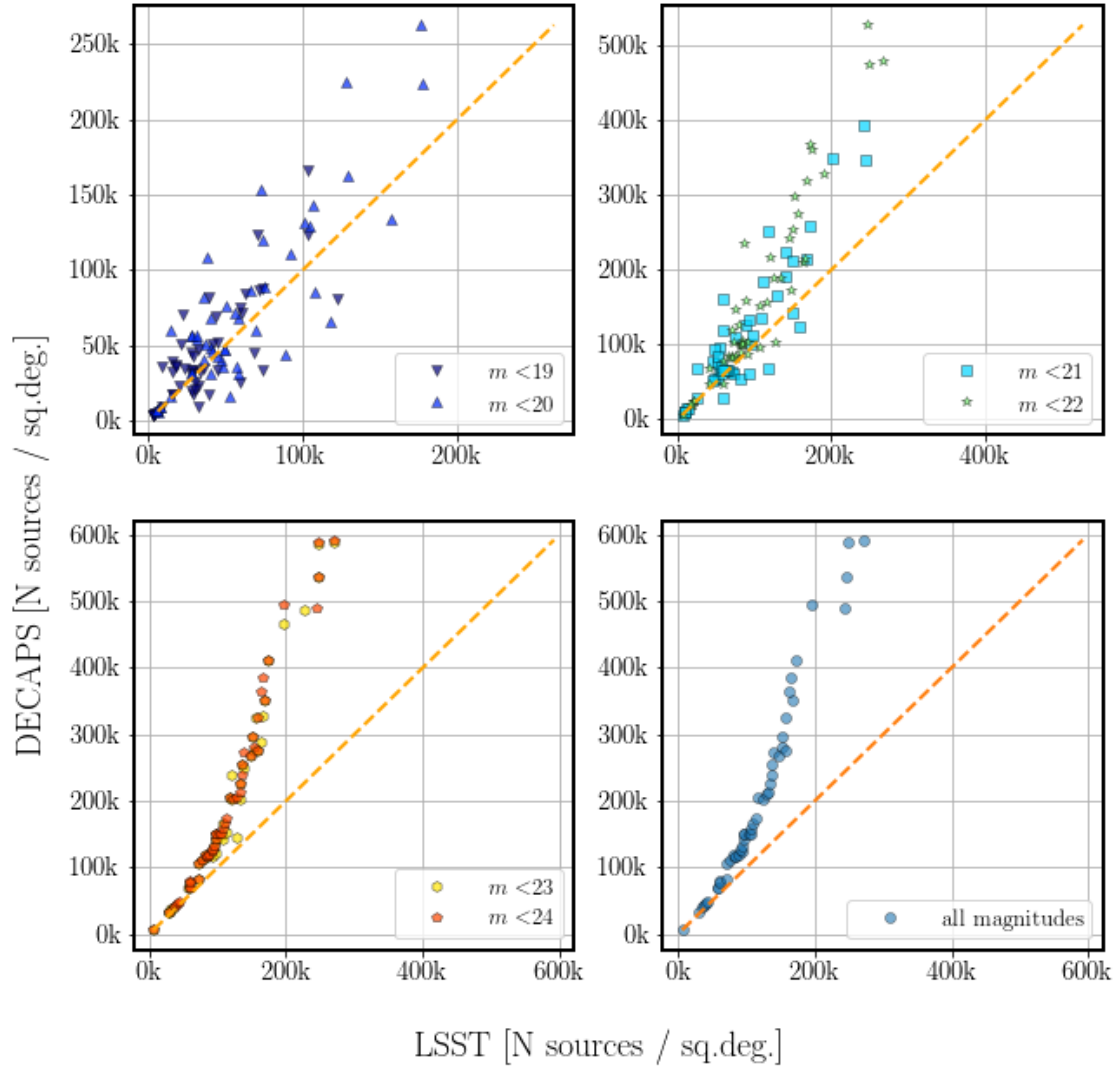 DECAPS [N sources / sq.deg.]
250k
200k
150k
100k
50k
0k
0k
100k
200k
m <19
m <20
500k
400k
300k
200k
100k
0k
0k
200k
400k
m <21
m <22
600k
500k
400k
300k
200k
100k
0k
0k
200k
400k
600k
m <23
m <24
600k
500k
400k
300k
200k
100k
0k
0k
200k
400k
600k
all magnitudes
LSST [N sources / sq.deg.]